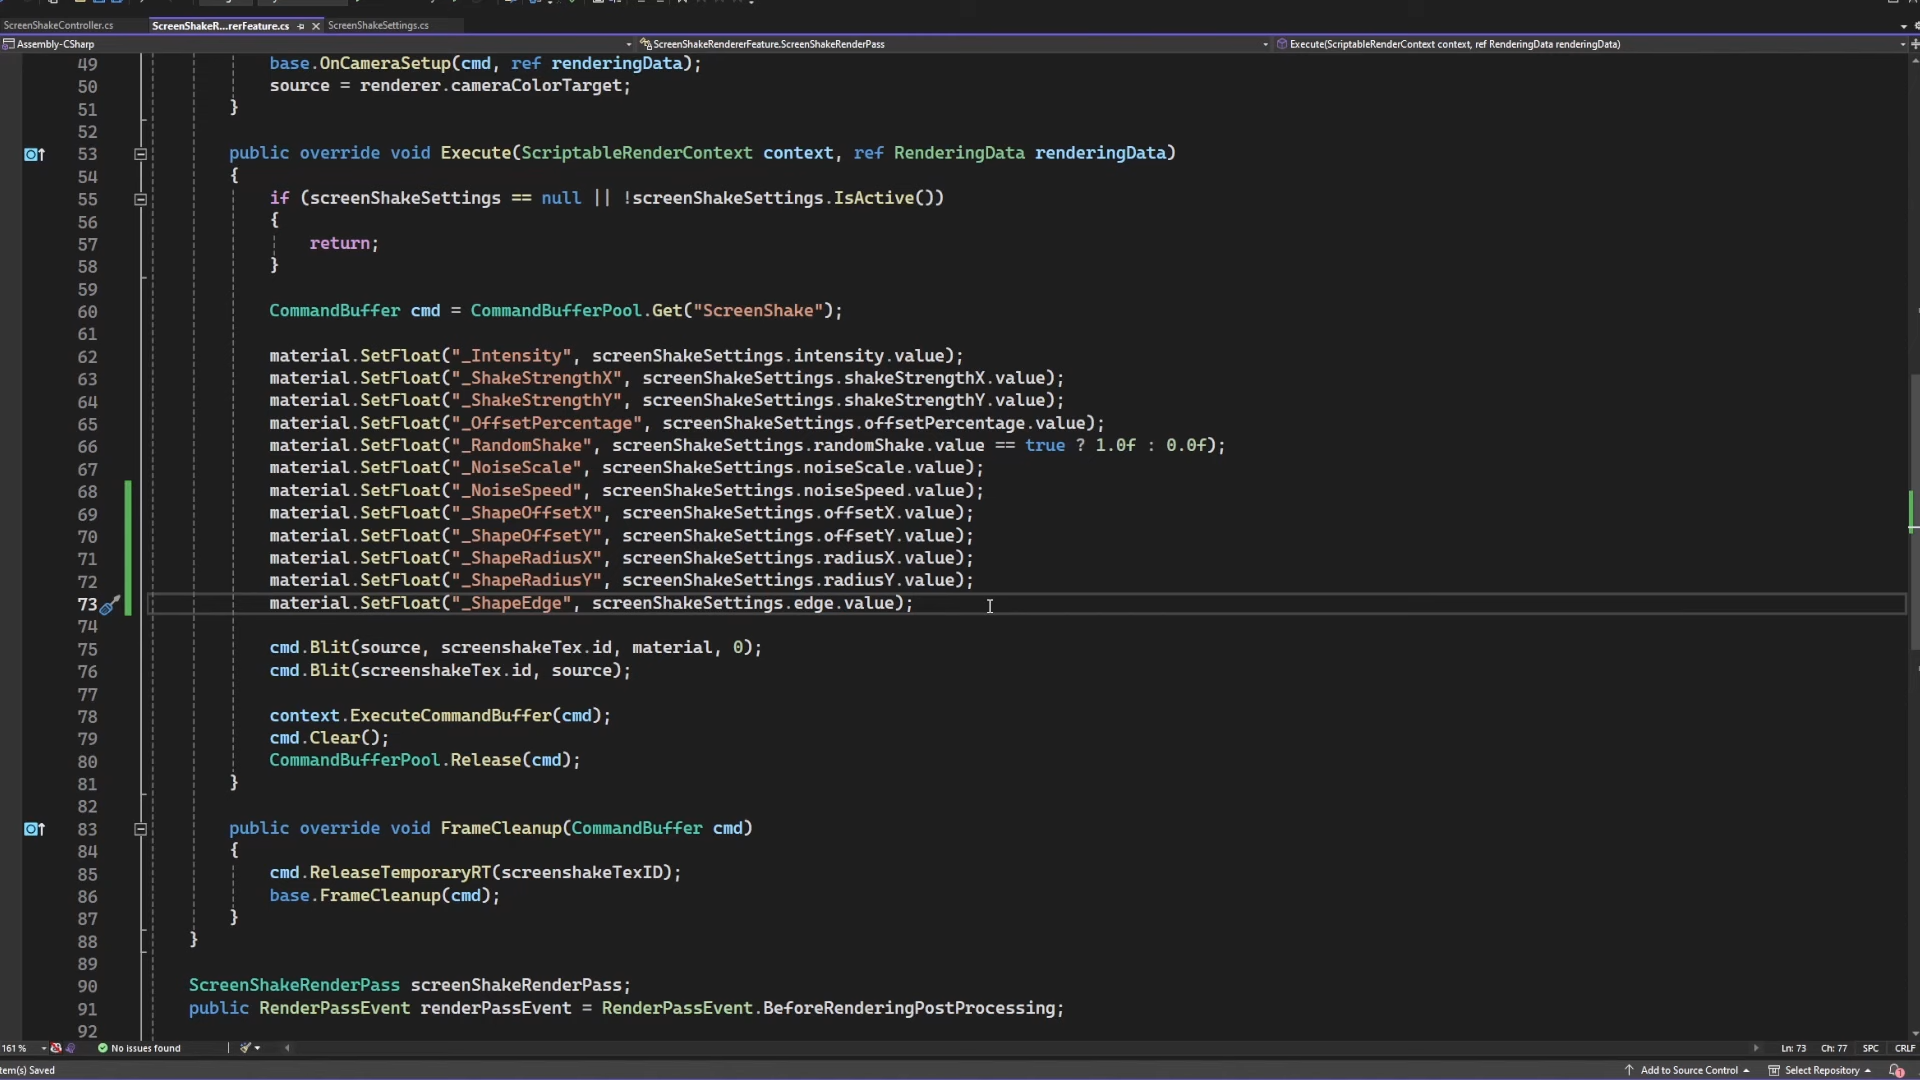 ScreenShakeController.cs ScreenShakeR...rerFeature.cs ScreenShakeSettings.cs
Assembly-CSharp ScreenShakeRendererFeature.ScreenShakeRenderPass Execute(ScriptableRenderContext context, ref RenderingData renderingData)
49 base.OnCameraSetup(cmd, ref renderingData);
50 source = renderer.cameraColorTarget;
51 }
52
53 public override void Execute(ScriptableRenderContext context, ref RenderingData renderingData)
54 {
55 if (screenShakeSettings == null || !screenShakeSettings.IsActive())
56 {
57 return;
58 }
59
60 CommandBuffer cmd = CommandBufferPool.Get("ScreenShake");
61
62 material.SetFloat("_Intensity", screenShakeSettings.intensity.value);
63 material.SetFloat("_ShakeStrengthX", screenShakeSettings.shakeStrengthX.value);
64 material.SetFloat("_ShakeStrengthY", screenShakeSettings.shakeStrengthY.value);
65 material.SetFloat("_OffsetPercentage", screenShakeSettings.offsetPercentage.value);
66 material.SetFloat("_RandomShake", screenShakeSettings.randomShake.value == true ? 1.0f : 0.0f);
67 material.SetFloat("_NoiseScale", screenShakeSettings.noiseScale.value);
68 material.SetFloat("_NoiseSpeed", screenShakeSettings.noiseSpeed.value);
69 material.SetFloat("_ShapeOffsetX", screenShakeSettings.offsetX.value);
70 material.SetFloat("_ShapeOffsetY", screenShakeSettings.offsetY.value);
71 material.SetFloat("_ShapeRadiusX", screenShakeSettings.radiusX.value);
72 material.SetFloat("_ShapeRadiusY", screenShakeSettings.radiusY.value);
73 material.SetFloat("_ShapeEdge", screenShakeSettings.edge.value);
74
75 cmd.Blit(source, screenshakeTex.id, material, 0);
76 cmd.Blit(screenshakeTex.id, source);
77
78 context.ExecuteCommandBuffer(cmd);
79 cmd.Clear();
80 CommandBufferPool.Release(cmd);
81 }
82
83 public override void FrameCleanup(CommandBuffer cmd)
84 {
85 cmd.ReleaseTemporaryRT(screenshakeTexID);
86 base.FrameCleanup(cmd);
87 }
88 }
89
90 ScreenShakeRenderPass screenShakeRenderPass;
91 public RenderPassEvent renderPassEvent = RenderPassEvent.BeforeRenderingPostProcessing;
92
161 % No issues found Ln: 73 Ch: 77 SPC CRLF
tem(s) Saved Add to Source Control Select Repository 1